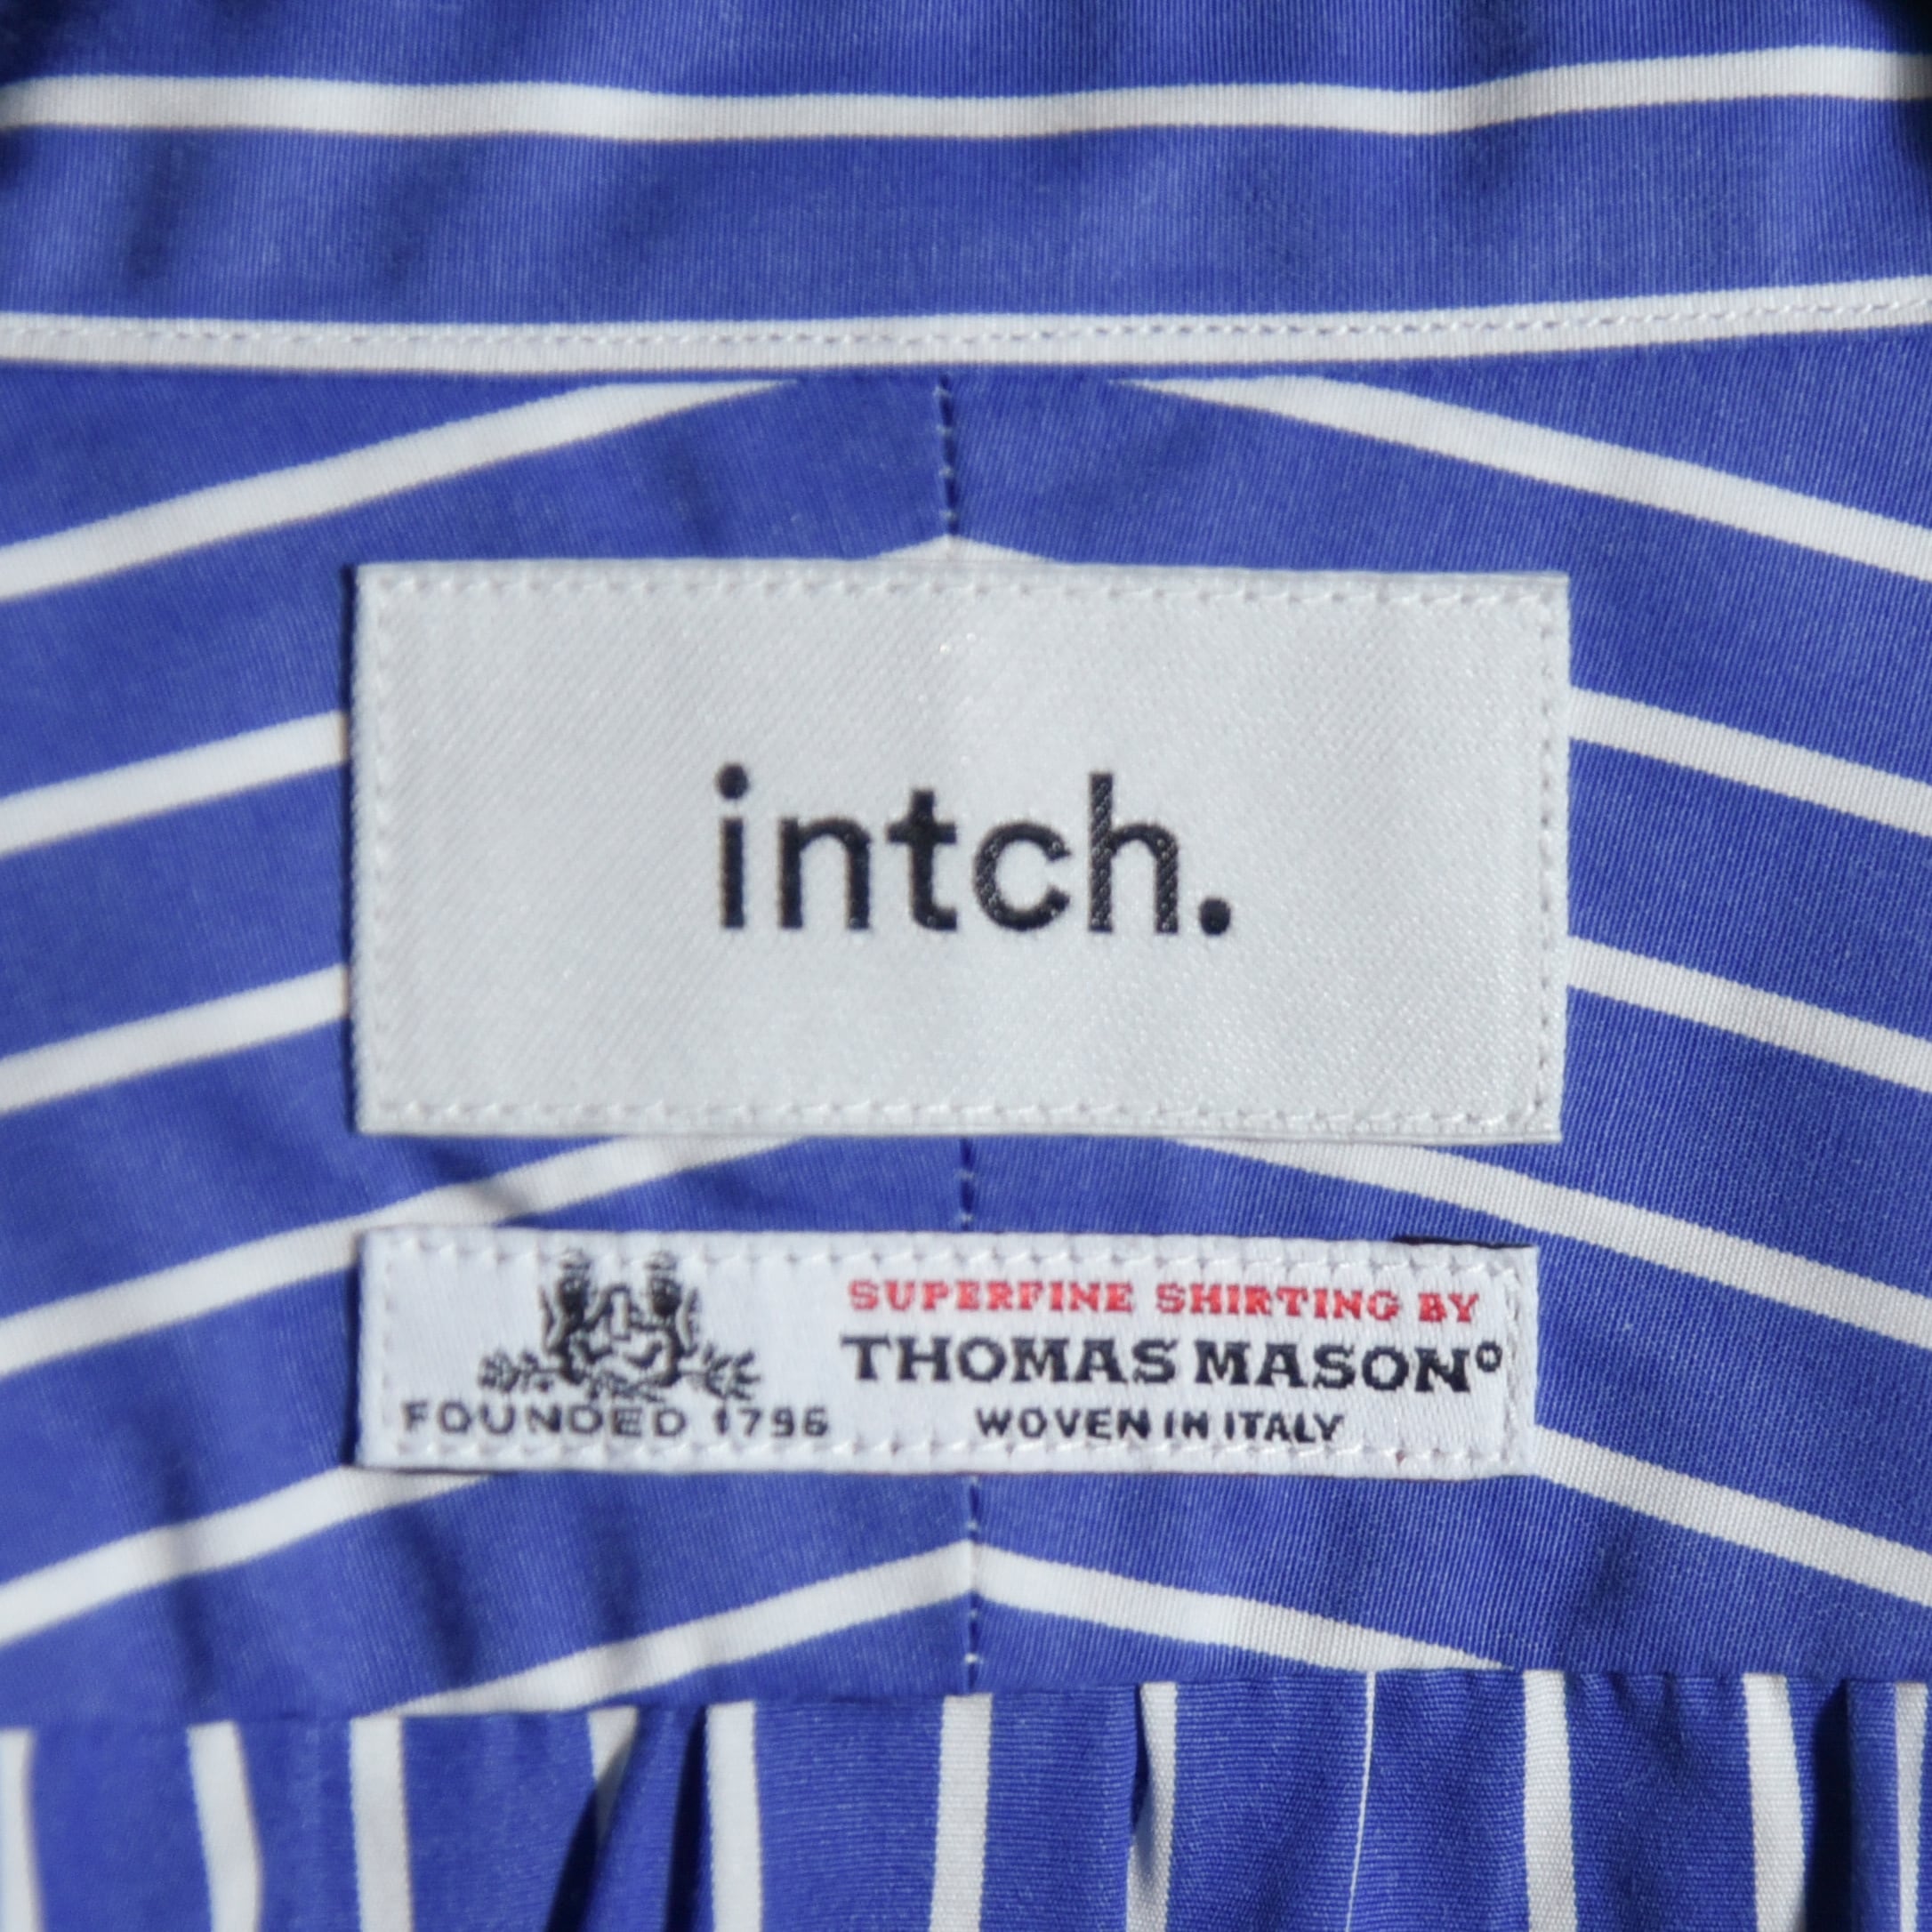 intch.
SUPERFINE SHIRTING BY
THOMAS MASON®
FOUNDED 1796
WOVEN IN ITALY